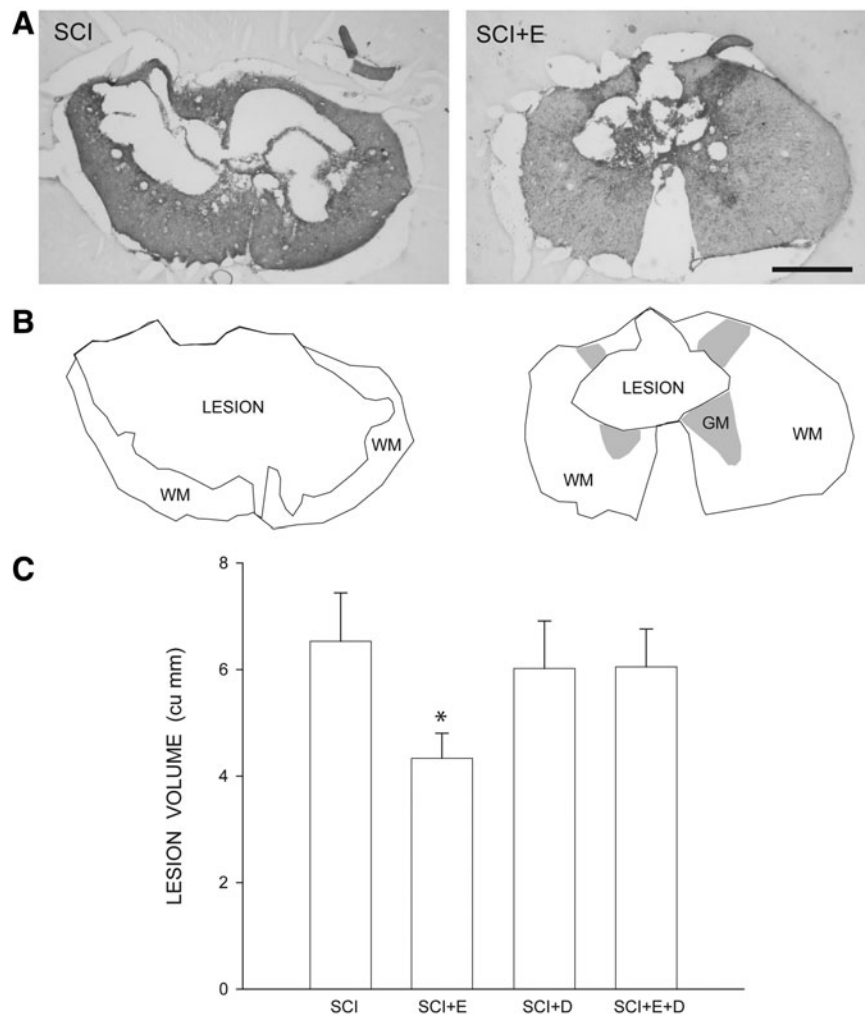 A
SCI
SCI+E
B
LESION
WM
WM
LESION
GM
WM
WM
C
LESION VOLUME (cu mm)
8
6
4
2
0
*
SCI
SCI+E
SCI+D
SCI+E+D